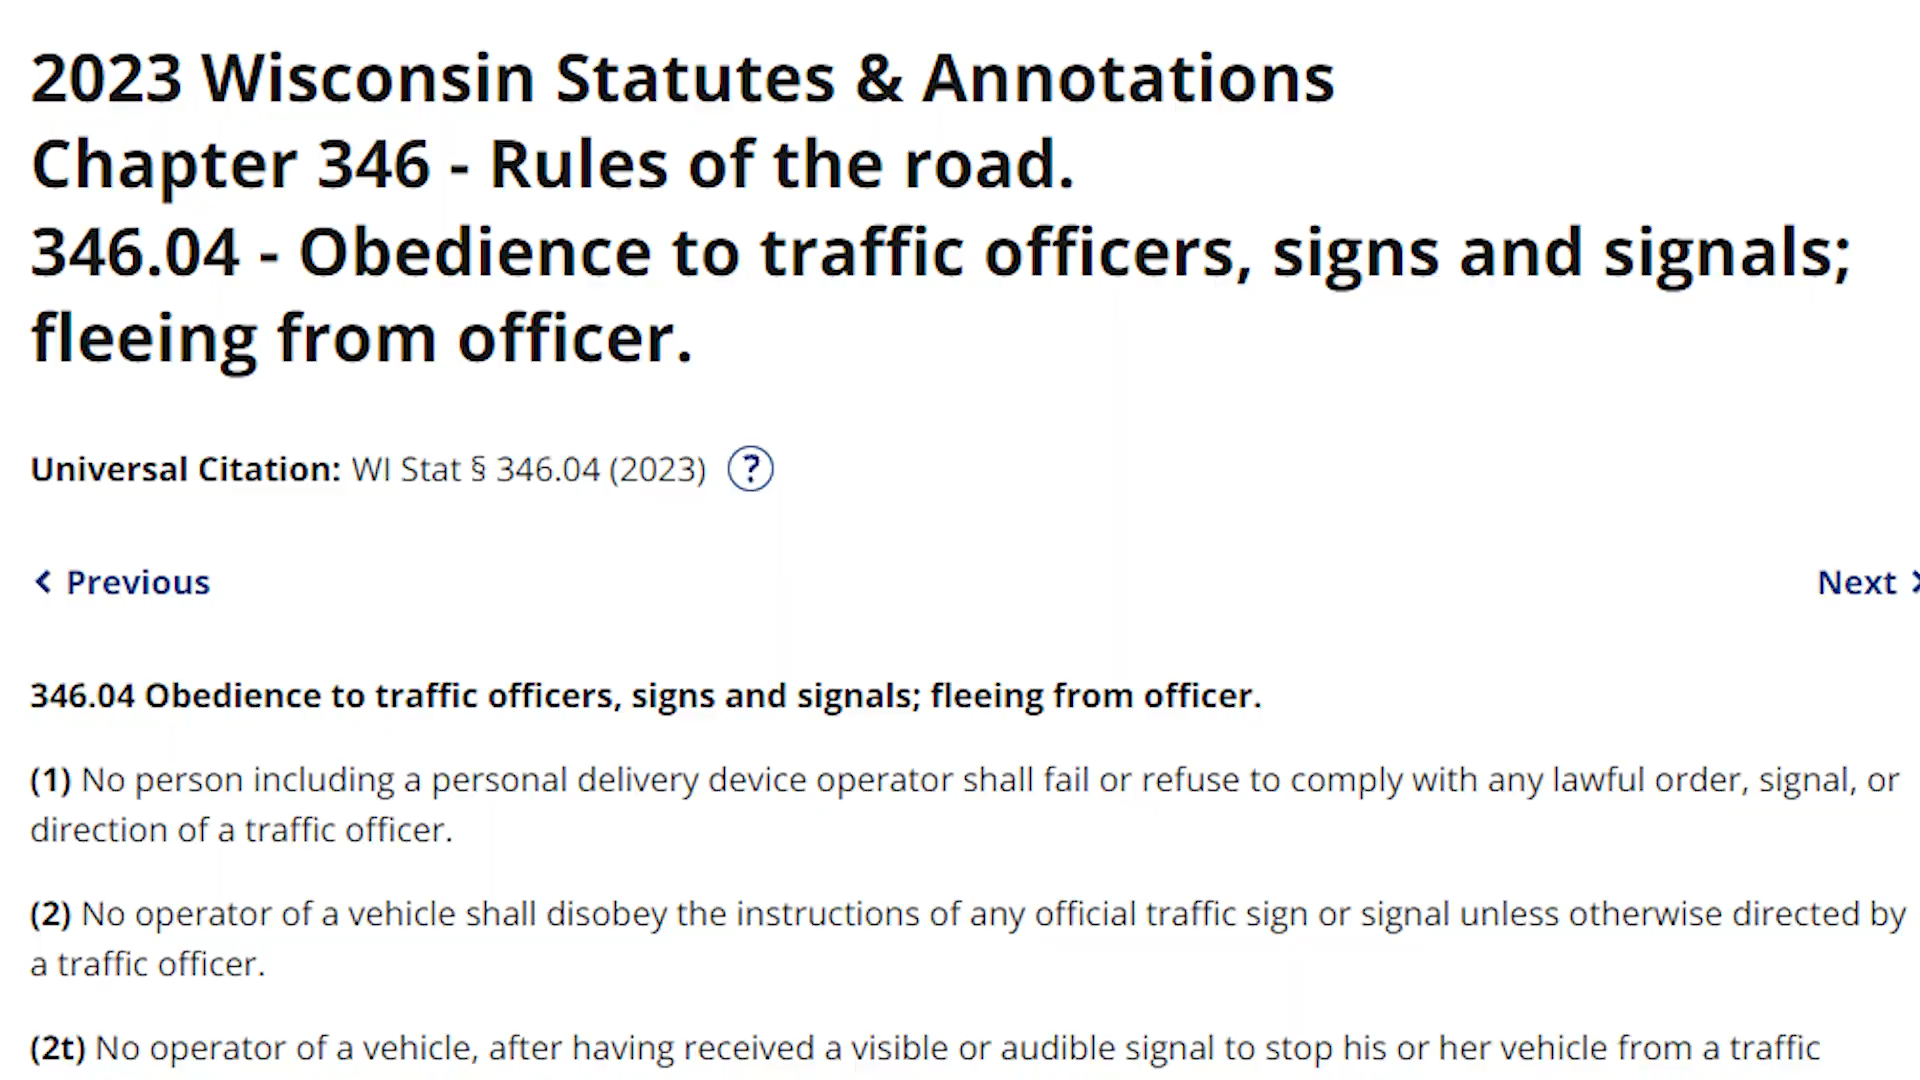 2023 Wisconsin Statutes & Annotations
Chapter 346 - Rules of the road.
346.04 - Obedience to traffic officers, signs and signals;
fleeing from officer.
Universal Citation: WI Stat § 346.04 (2023) ?
Previous
Next
346.04 Obedience to traffic officers, signs and signals; fleeing from officer.
(1) No person including a personal delivery device operator shall fail or refuse to comply with any lawful order, signal, or
direction of a traffic officer.
(2) No operator of a vehicle shall disobey the instructions of any official traffic sign or signal unless otherwise directed by
a traffic officer.
(2t) No operator of a vehicle, after having received a visible or audible signal to stop his or her vehicle from a traffic